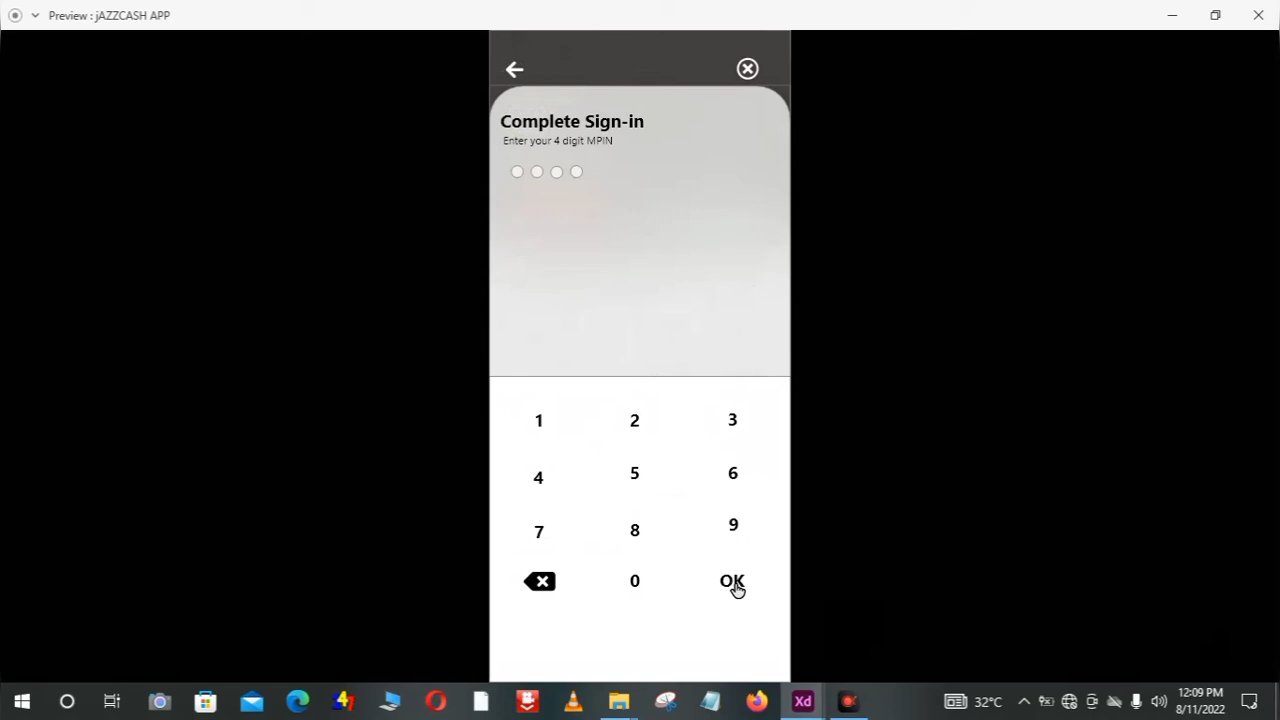 Preview : jAZZCASH APP
Complete Sign-in
Enter your 4 digit MPIN
1 2 3
4 5 6
7 8 9
0 OK
Xd
32°C
12:09 PM
8/11/2022